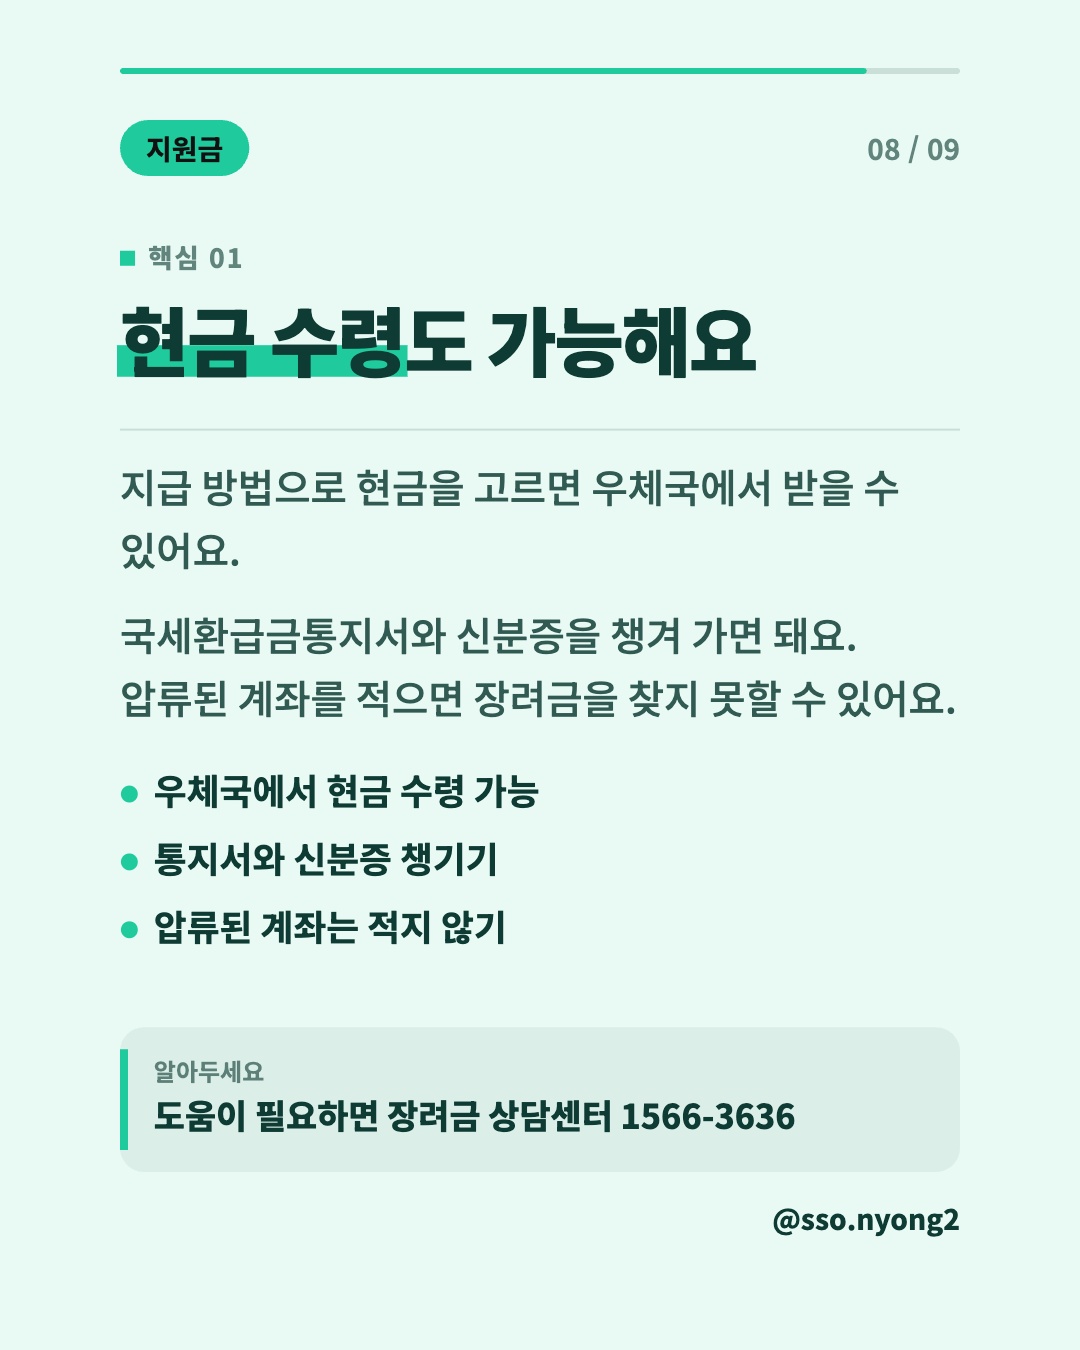 지원금
08 / 09
핵심 01
현금 수령도 가능해요
지급 방법으로 현금을 고르면 우체국에서 받을 수
있어요.
국세환급금통지서와 신분증을 챙겨 가면 돼요.
압류된 계좌를 적으면 장려금을 찾지 못할 수 있어요.
우체국에서 현금 수령 가능
통지서와 신분증 챙기기
압류된 계좌는 적지 않기
알아두세요
도움이 필요하면 장려금 상담센터 1566-3636
@sso.nyong2